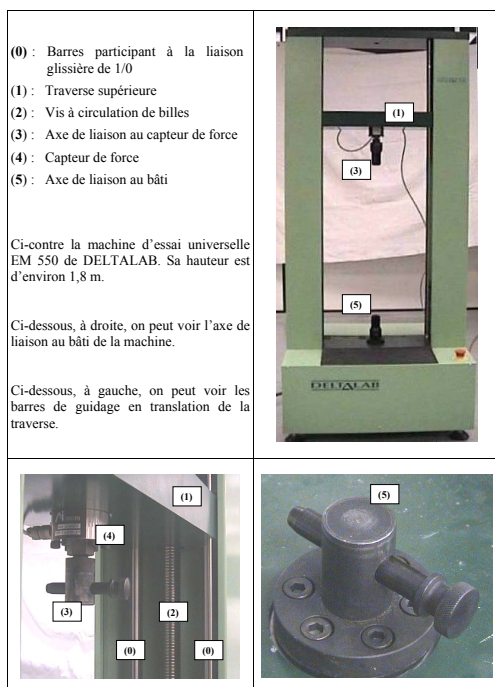 (0) : Barres participant à la liaison
glissière de 1/0
(1) : Traverse supérieure
(2) : Vis à circulation de billes
(3) : Axe de liaison au capteur de force
(4) : Capteur de force
(5) : Axe de liaison au bâti
Ci-contre la machine d'essai universelle
EM 550 de DELTALAB. Sa hauteur est
d'environ 1,8 m.
Ci-dessous, à droite, on peut voir l'axe de
liaison au bâti de la machine.
Ci-dessous, à gauche, on peut voir les
barres de guidage en translation de la
traverse.
(1)
(3)
(5)
DELTALAB
(1)
(4)
(3)
(2)
(0)
(0)
(5)